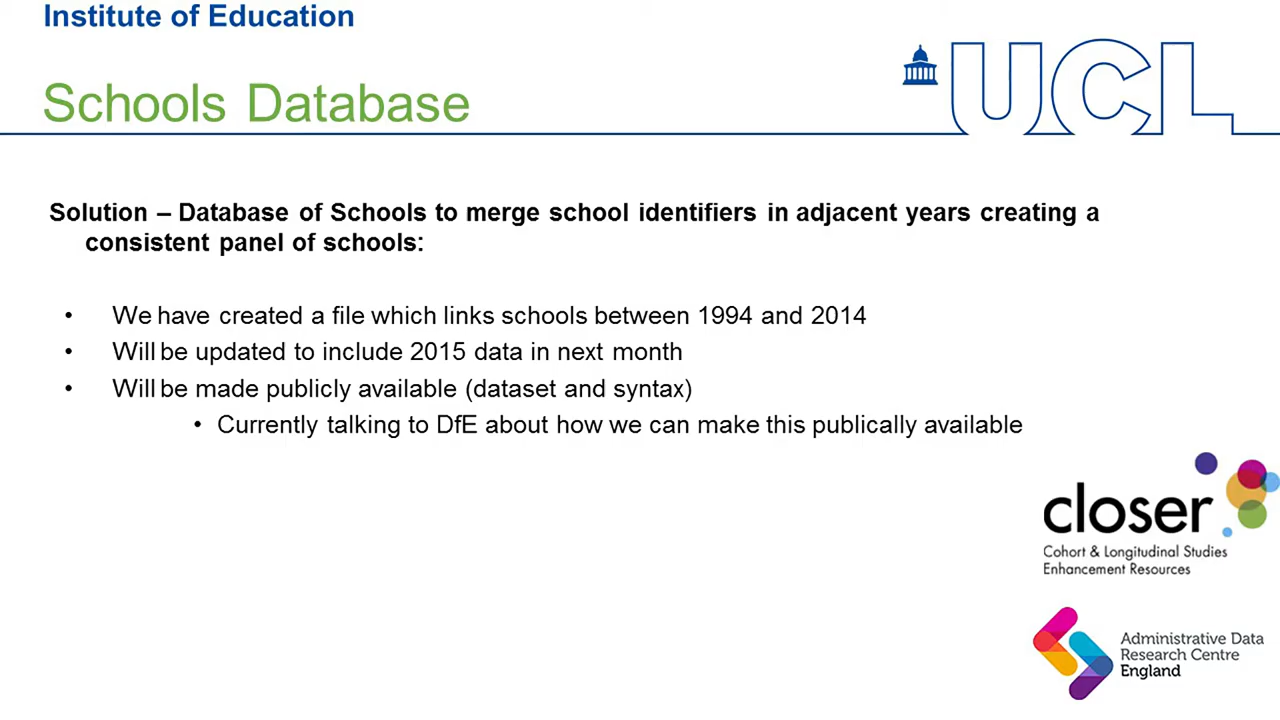 Institute of Education
UCL
Schools Database
Solution – Database of Schools to merge school identifiers in adjacent years creating a
consistent panel of schools:
• We have created a file which links schools between 1994 and 2014
• Will be updated to include 2015 data in next month
• Will be made publicly available (dataset and syntax)
• Currently talking to DfE about how we can make this publically available
closer
Cohort & Longitudinal Studies
Enhancement Resources
Administrative Data
Research Centre
England